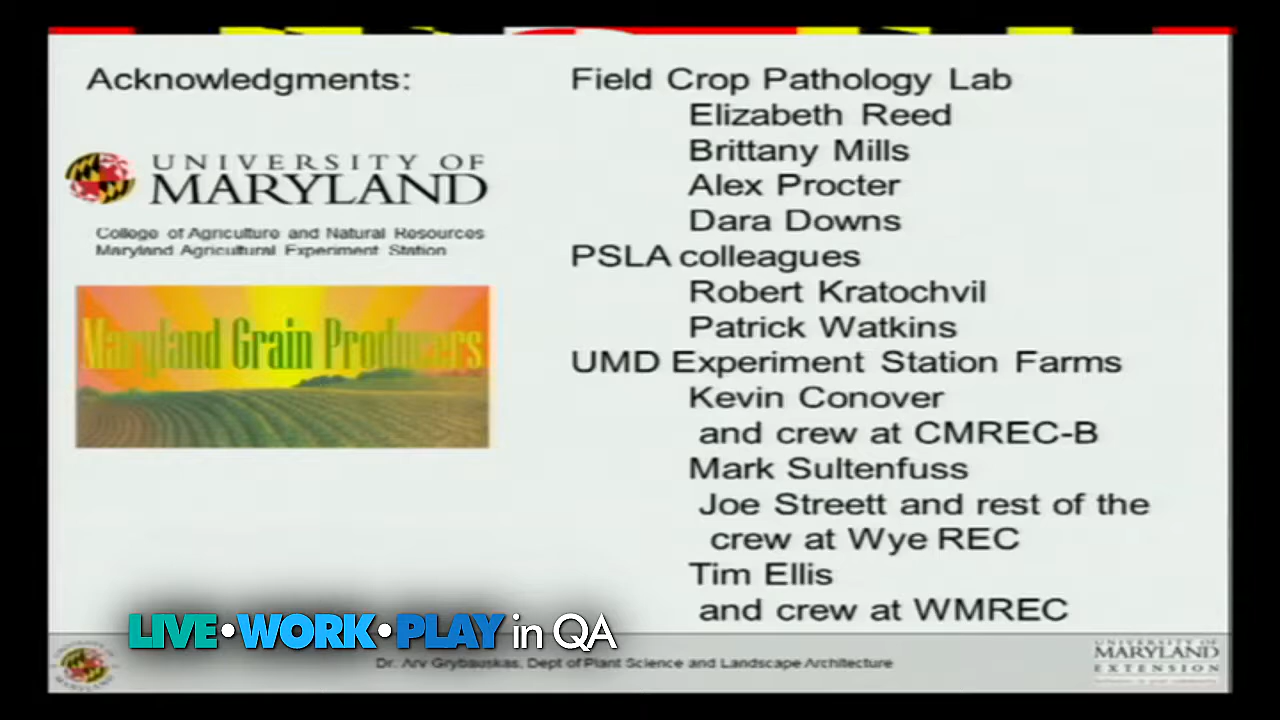 Acknowledgments:
UNIVERSITY OF
MARYLAND
College of Agriculture and Natural Resources
Maryland Agricultural Experiment Station
Maryland Grain Producers
Field Crop Pathology Lab
Elizabeth Reed
Brittany Mills
Alex Procter
Dara Downs
PSLA colleagues
Robert Kratochvil
Patrick Watkins
UMD Experiment Station Farms
Kevin Conover
and crew at CMREC-B
Mark Sultenfuss
Joe Streett and rest of the
crew at Wye REC
Tim Ellis
and crew at WMREC
LIVE•WORK•PLAY in QA
Dr. Arv Grybauskas, Dept of Plant Science and Landscape Architecture
UNIVERSITY OF
MARYLAND
EXTENSION